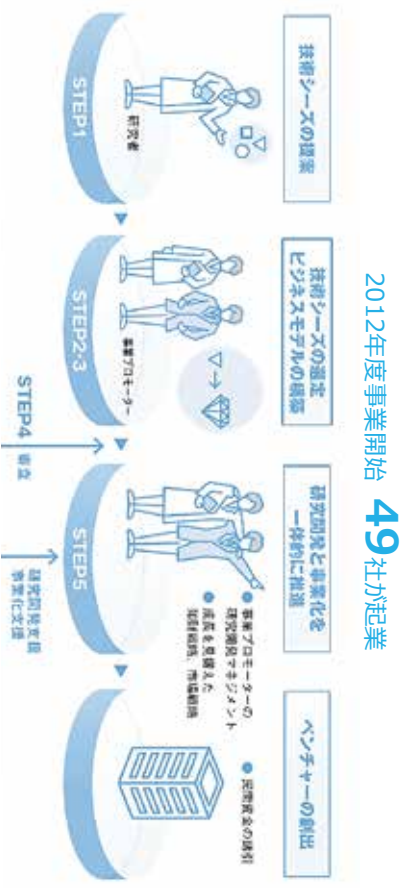 2012年度事業開始 49社が起業
技術シーズの提案
研究者
STEP1
技術シーズの選定
ビジネスモデルの構築
事業プロモーター
STEP2・3
STEP4
研究開発と事業化を
一体的に推進
● 事業プロモーターの
研究開発マネジメント
● 成長を見据えた
知財戦略、市場戦略
STEP5
研究開発支援
事業化支援
ベンチャーの創出
● 民間資金の誘引